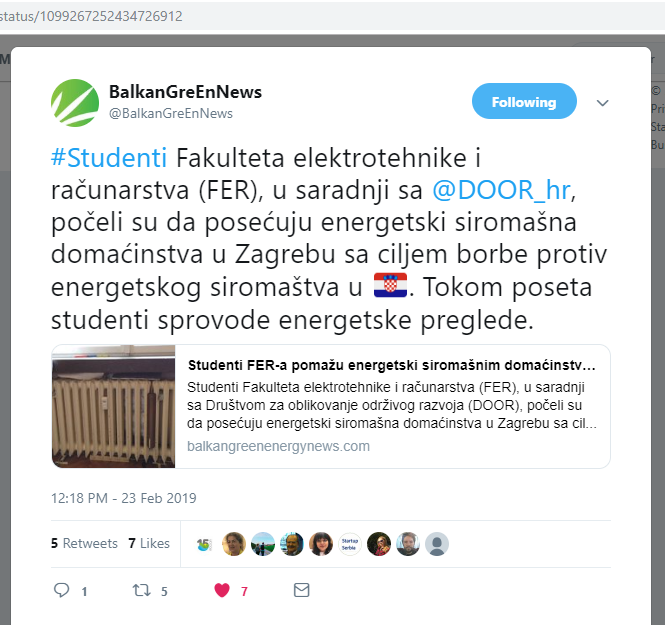 status/1099267252434726912
BalkanGreEnNews
@BalkanGreEnNews
Following
#Studenti Fakulteta elektrotehnike i
računarstva (FER), u saradnji sa @DOOR_hr,
počeli su da posećuju energetski siromašna
domaćinstva u Zagrebu sa ciljem borbe protiv
energetskog siromaštva u 🇭🇷. Tokom poseta
studenti sprovode energetske preglede.
Studenti FER-a pomažu energetski siromašnim domaćinstv...
Studenti Fakulteta elektrotehnike i računarstva (FER), u saradnji
sa Društvom za oblikovanje održivog razvoja (DOOR), počeli su
da posećuju energetski siromašna domaćinstva u Zagrebu sa cil...
balkangreenenergynews.com
12:18 PM - 23 Feb 2019
5 Retweets 7 Likes
Startup
Serbia
1 5 7